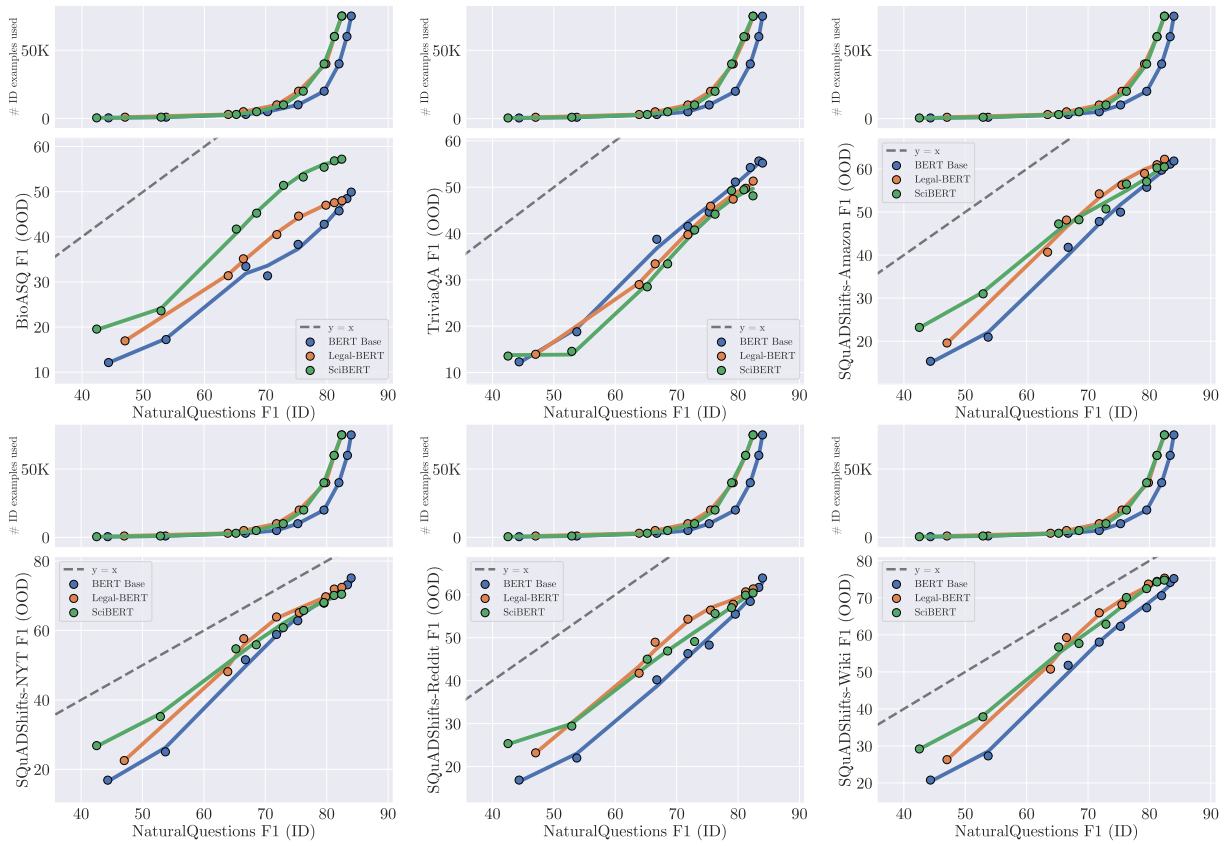 # ID examples used
50K
0
BioASQ F1 (OOD)
60
50
40
30
20
10
y = x
BERT Base
Legal-BERT
SciBERT
40 50 60 70 80 90
NaturalQuestions F1 (ID)
# ID examples used
50K
0
TriviaQA F1 (OOD)
60
50
40
30
20
10
y = x
BERT Base
Legal-BERT
SciBERT
40 50 60 70 80 90
NaturalQuestions F1 (ID)
# ID examples used
50K
0
SQuADShifts-Amazon F1 (OOD)
60
50
40
30
20
y = x
BERT Base
Legal-BERT
SciBERT
40 50 60 70 80 90
NaturalQuestions F1 (ID)
# ID examples used
50K
0
SQuADShifts-NYT F1 (OOD)
80
60
40
20
y = x
BERT Base
Legal-BERT
SciBERT
40 50 60 70 80 90
NaturalQuestions F1 (ID)
# ID examples used
50K
0
SQuADShifts-Reddit F1 (OOD)
60
50
40
30
20
y = x
BERT Base
Legal-BERT
SciBERT
40 50 60 70 80 90
NaturalQuestions F1 (ID)
# ID examples used
50K
0
SQuADShifts-Wiki F1 (OOD)
80
70
60
50
40
30
20
y = x
BERT Base
Legal-BERT
SciBERT
40 50 60 70 80 90
NaturalQuestions F1 (ID)